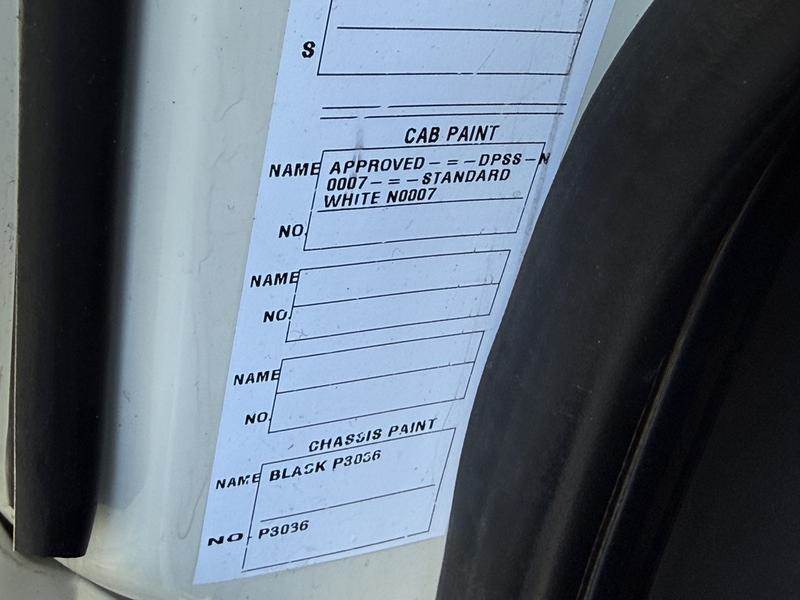 S
CAB PAINT
NAME APPROVED-=-DPSS-N
0007-=-STANDARD
WHITE N0007
NO.
NAME
NO.
NAME
NO.
CHASSIS PAINT
NAME BLACK P3036
NO. P3036